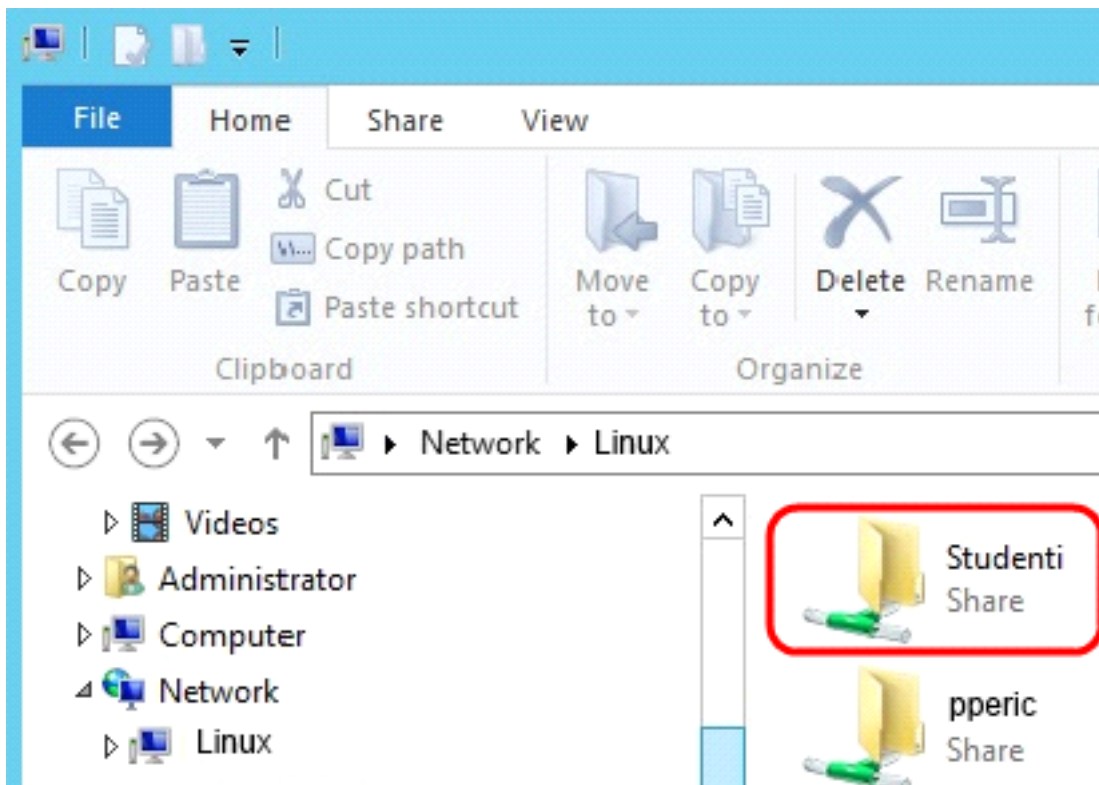 File Home Share View
Cut
Copy path
Paste shortcut
Copy Paste
Move to
Copy to
Delete Rename
Clipboard Organize
Network Linux
Videos
Administrator
Computer
Network
Linux
Studenti
Share
pperic
Share